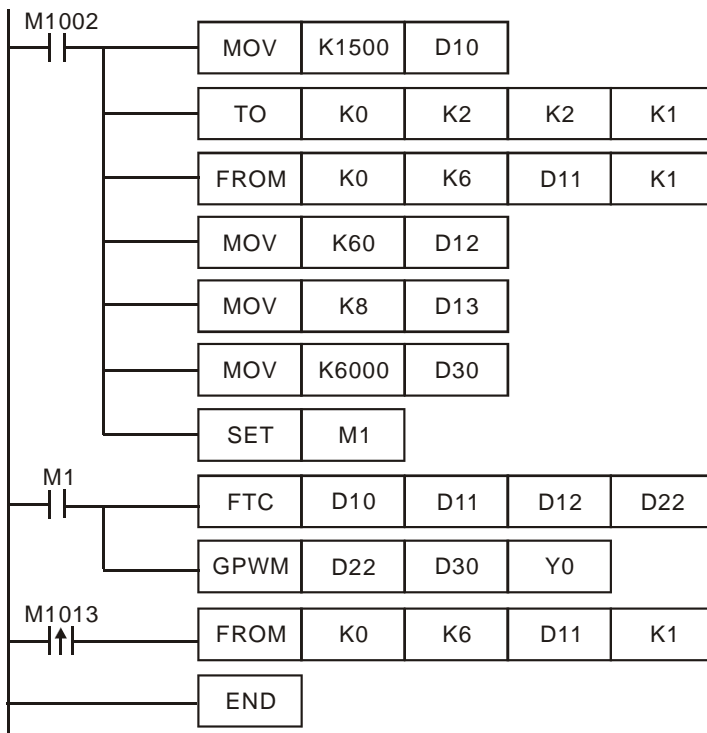 M1002
MOV K1500 D10
TO K0 K2 K2 K1
FROM K0 K6 D11 K1
MOV K60 D12
MOV K8 D13
MOV K6000 D30
SET M1
M1
FTC D10 D11 D12 D22
GPWM D22 D30 Y0
M1013
FROM K0 K6 D11 K1
END